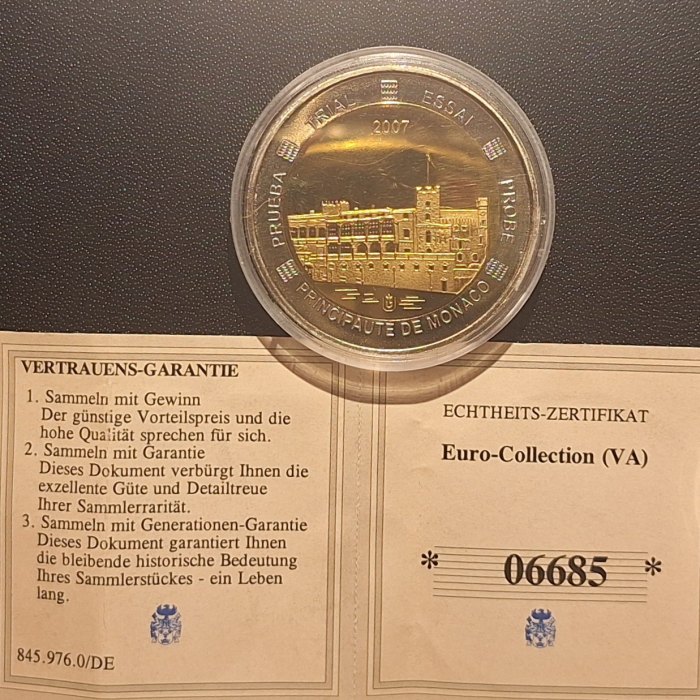 PRUEBA TRIAL ESSAI PROBE
2007
PRINCIPAUTE DE MONACO
VERTRAUENS-GARANTIE
1. Sammeln mit Gewinn
Der günstige Vorteilspreis und die
hohe Qualität sprechen für sich.
2. Sammeln mit Garantie
Dieses Dokument verbürgt Ihnen die
exzellente Güte und Detailtreue
Ihrer Sammlerrarität.
3. Sammeln mit Generationen-Garantie
Dieses Dokument garantiert Ihnen
die bleibende historische Bedeutung
Ihres Sammlerstückes - ein Leben
lang.
845.976.0/DE
ECHTHEITS-ZERTIFIKAT
Euro-Collection (VA)
* 06685 *